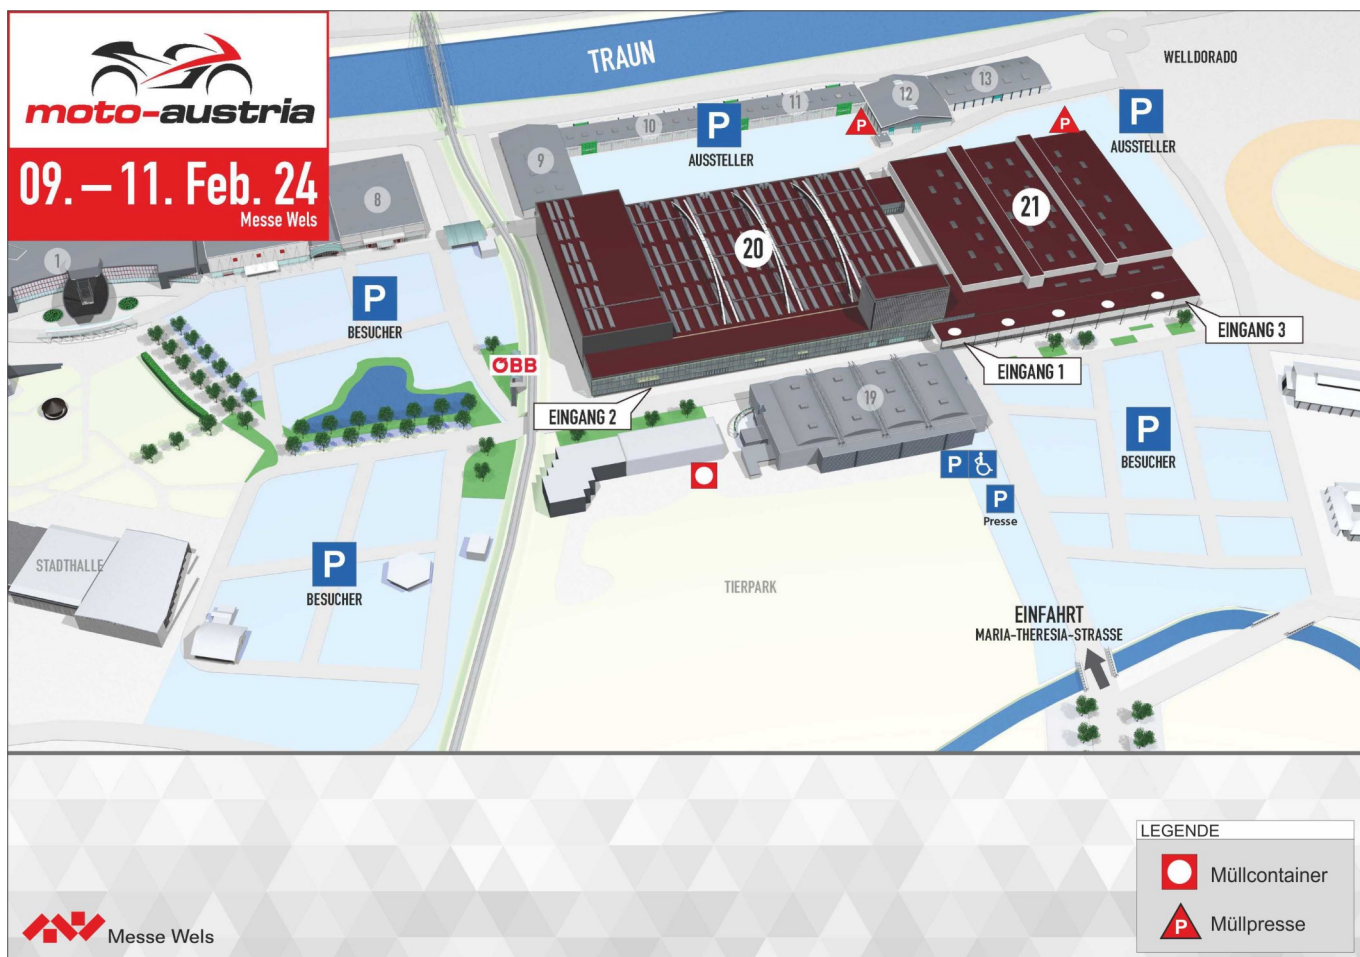 moto-austria
09. – 11. Feb. 24
Messe Wels
TRAUN
WELLDORADO
13
12
11
10
9
8
1
P
AUSSTELLER
P
AUSSTELLER
P
P
21
20
P
BESUCHER
ÖBB
EINGANG 3
EINGANG 1
EINGANG 2
19
P
BESUCHER
P
P
Presse
STADTHALLE
P
BESUCHER
TIERPARK
EINFAHRT
MARIA-THERESIA-STRASSE
LEGENDE
Müllcontainer
P Müllpresse
Messe Wels